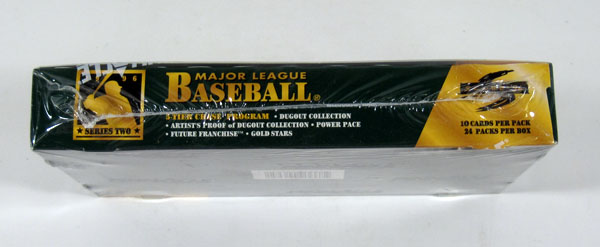 96
SERIES TWO
MAJOR LEAGUE
BASEBALL®
5-TIER CHASE PROGRAM • DUGOUT COLLECTION
• ARTIST'S PROOF of DUGOUT COLLECTION • POWER PACE
• FUTURE FRANCHISE™ • GOLD STARS
10 CARDS PER PACK
24 PACKS PER BOX